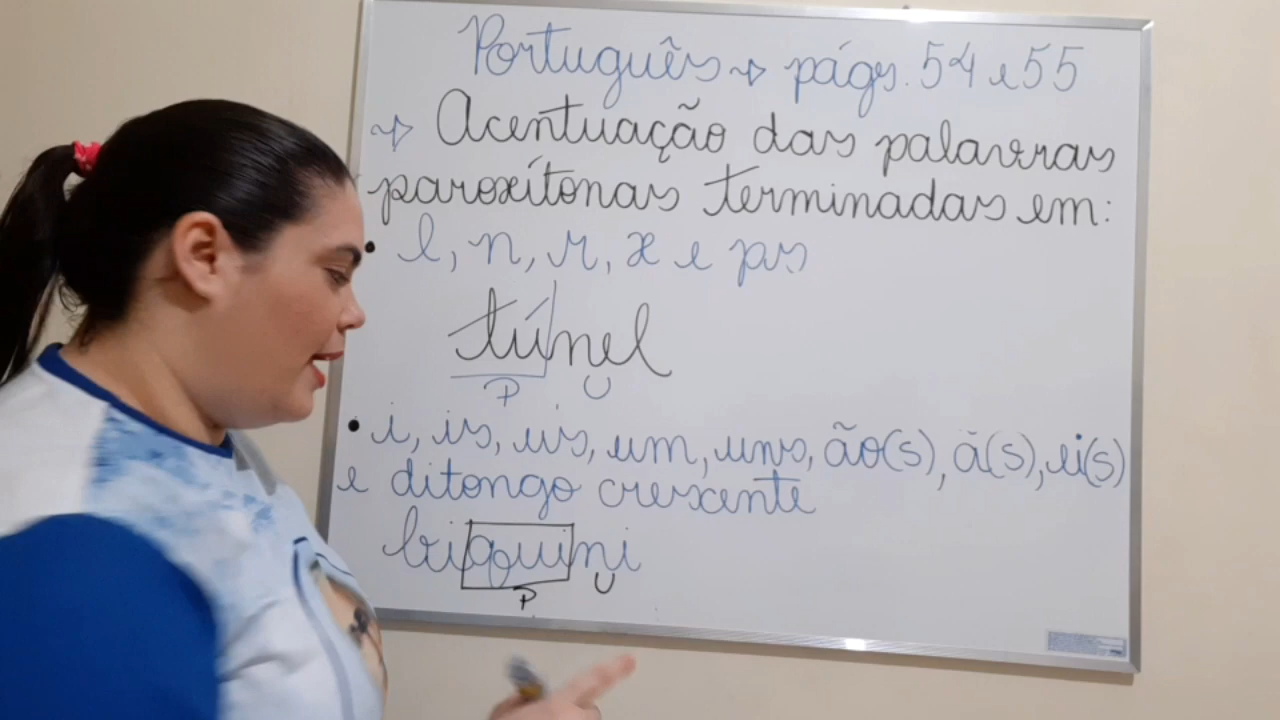 Português → págs. 54 e 55
→ Acentuação das palavras
paroxítonas terminadas em:
• l, n, r, x e ps
túnel
P U
• i, is, us, um, uns, ão(s), ã(s), ei(s)
e ditongo crescente
biquini
P U